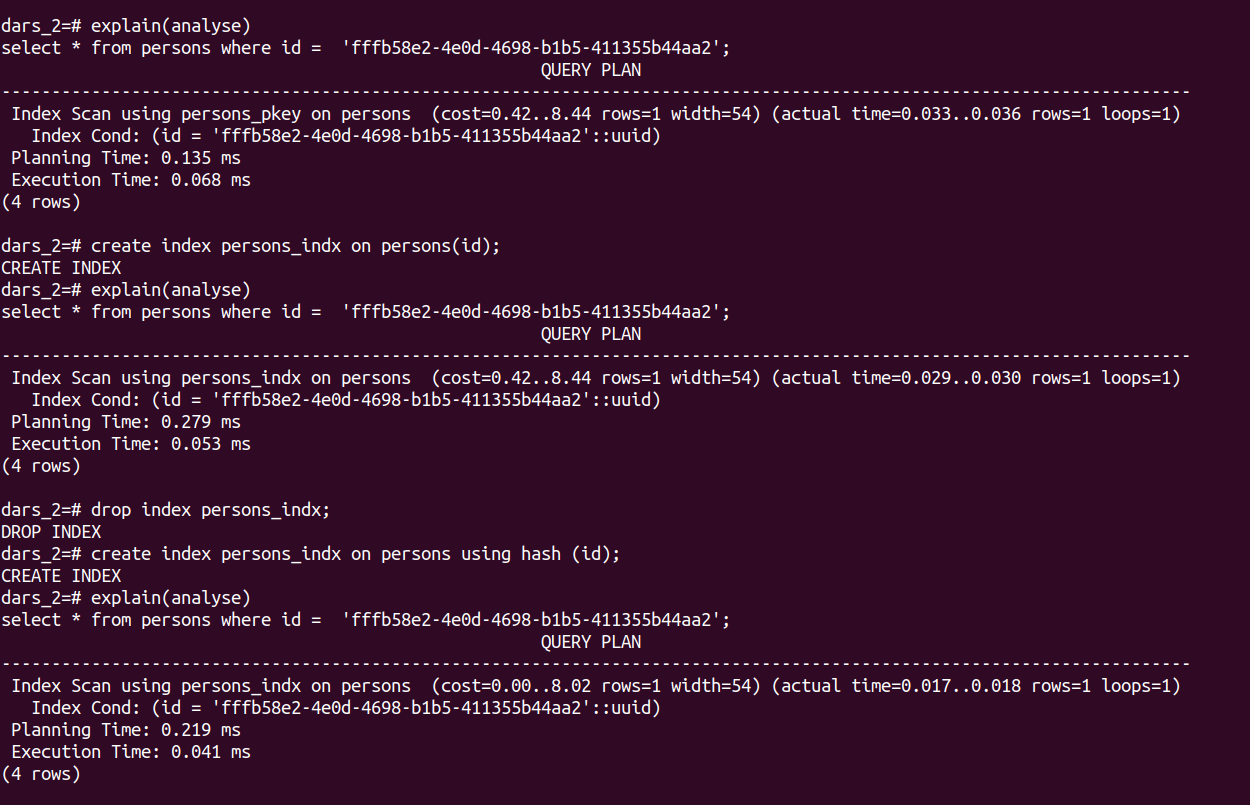 dars_2=# explain(analyse)
select * from persons where id =  'fffb58e2-4e0d-4698-b1b5-411355b44aa2';
QUERY PLAN
-----------------------------------------------------------------------------------------------------------------------
Index Scan using persons_pkey on persons  (cost=0.42..8.44 rows=1 width=54) (actual time=0.033..0.036 rows=1 loops=1)
Index Cond: (id = 'fffb58e2-4e0d-4698-b1b5-411355b44aa2'::uuid)
Planning Time: 0.135 ms
Execution Time: 0.068 ms
(4 rows)
dars_2=# create index persons_indx on persons(id);
CREATE INDEX
dars_2=# explain(analyse)
select * from persons where id =  'fffb58e2-4e0d-4698-b1b5-411355b44aa2';
QUERY PLAN
-----------------------------------------------------------------------------------------------------------------------
Index Scan using persons_indx on persons  (cost=0.42..8.44 rows=1 width=54) (actual time=0.029..0.030 rows=1 loops=1)
Index Cond: (id = 'fffb58e2-4e0d-4698-b1b5-411355b44aa2'::uuid)
Planning Time: 0.279 ms
Execution Time: 0.053 ms
(4 rows)
dars_2=# drop index persons_indx;
DROP INDEX
dars_2=# create index persons_indx on persons using hash (id);
CREATE INDEX
dars_2=# explain(analyse)
select * from persons where id =  'fffb58e2-4e0d-4698-b1b5-411355b44aa2';
QUERY PLAN
-----------------------------------------------------------------------------------------------------------------------
Index Scan using persons_indx on persons  (cost=0.00..8.02 rows=1 width=54) (actual time=0.017..0.018 rows=1 loops=1)
Index Cond: (id = 'fffb58e2-4e0d-4698-b1b5-411355b44aa2'::uuid)
Planning Time: 0.219 ms
Execution Time: 0.041 ms
(4 rows)